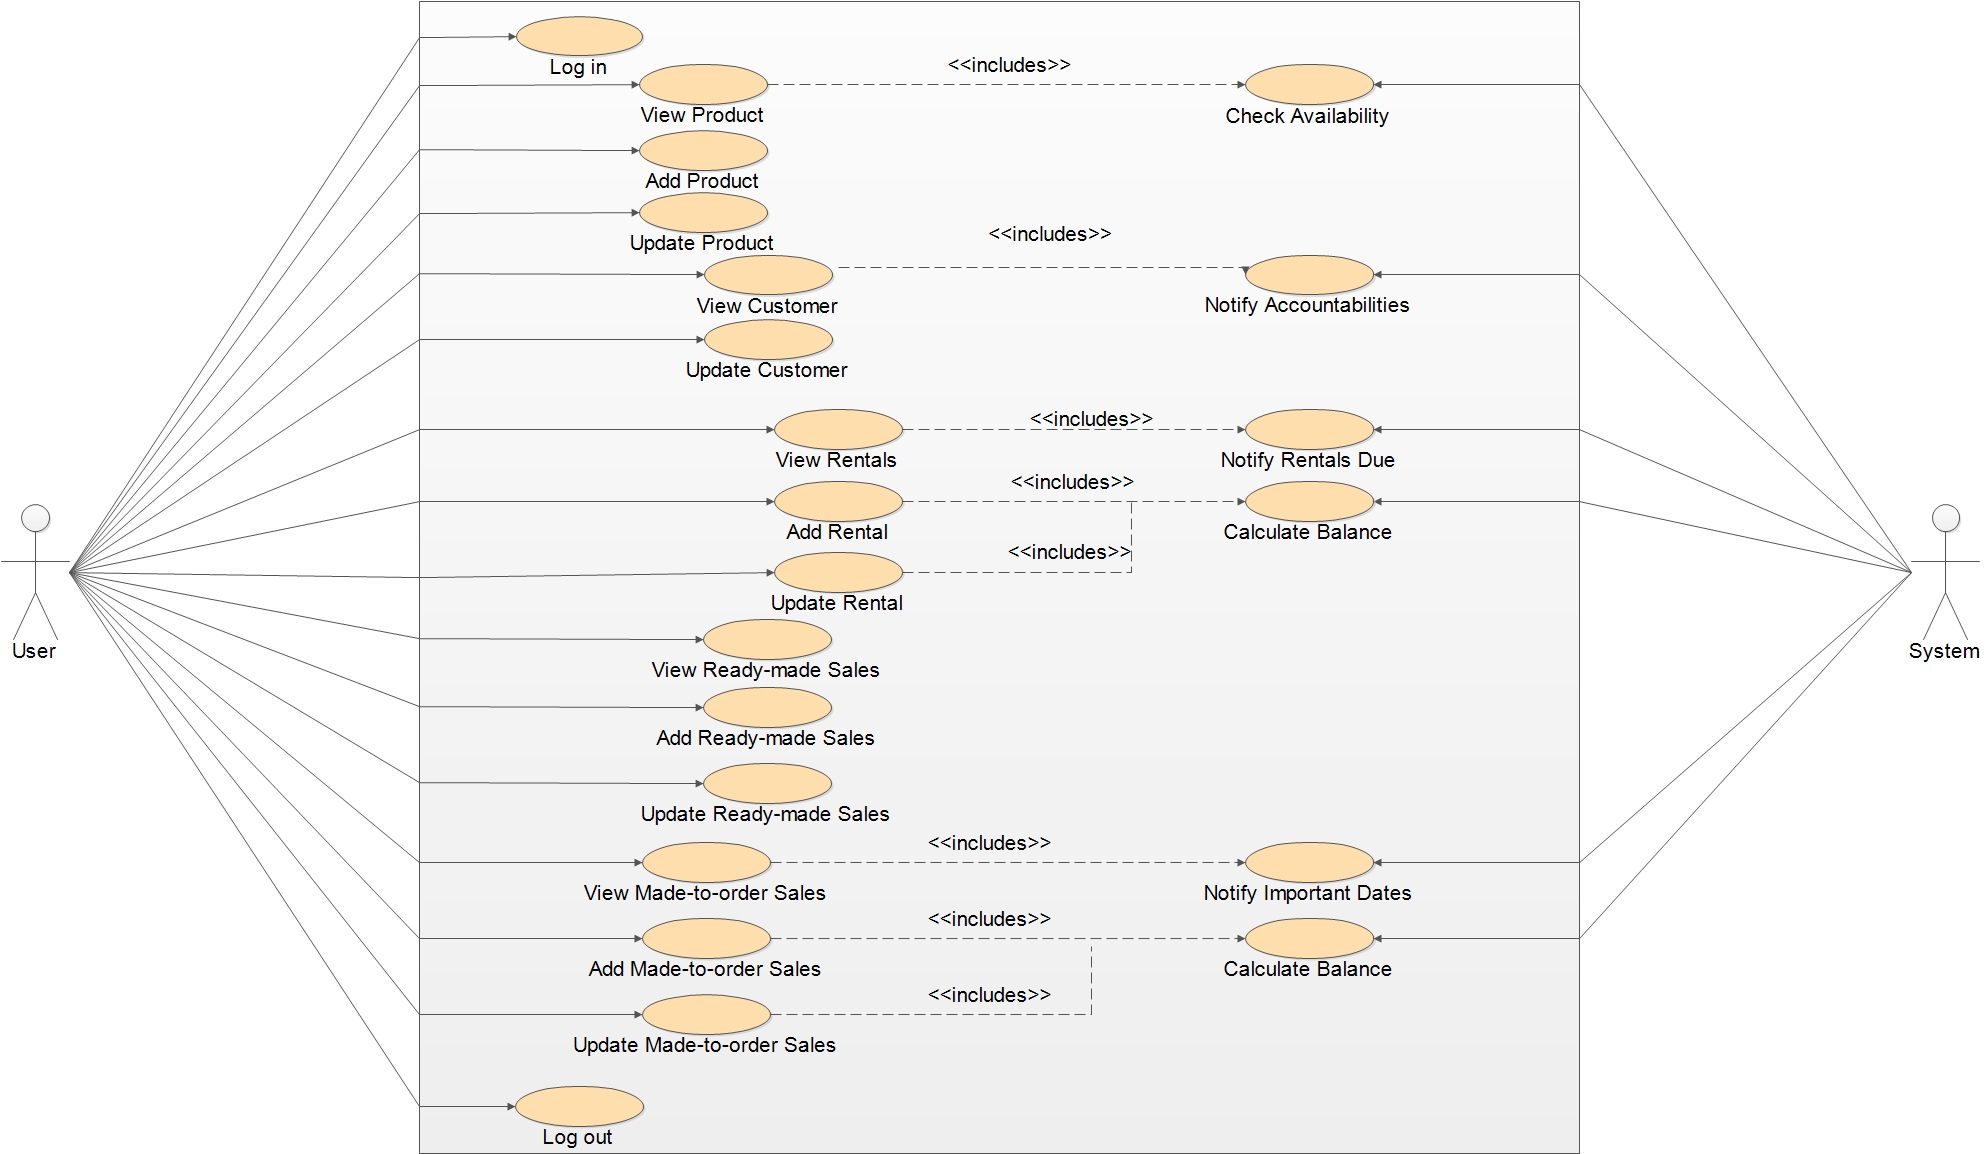 Log in
<<includes>>
View Product
Check Availability
Add Product
Update Product
<<includes>>
View Customer
Notify Accountabilities
Update Customer
<<includes>>
View Rentals
Notify Rentals Due
<<includes>>
Add Rental
Calculate Balance
<<includes>>
Update Rental
User
System
View Ready-made Sales
Add Ready-made Sales
Update Ready-made Sales
<<includes>>
View Made-to-order Sales
Notify Important Dates
<<includes>>
Add Made-to-order Sales
Calculate Balance
<<includes>>
Update Made-to-order Sales
Log out